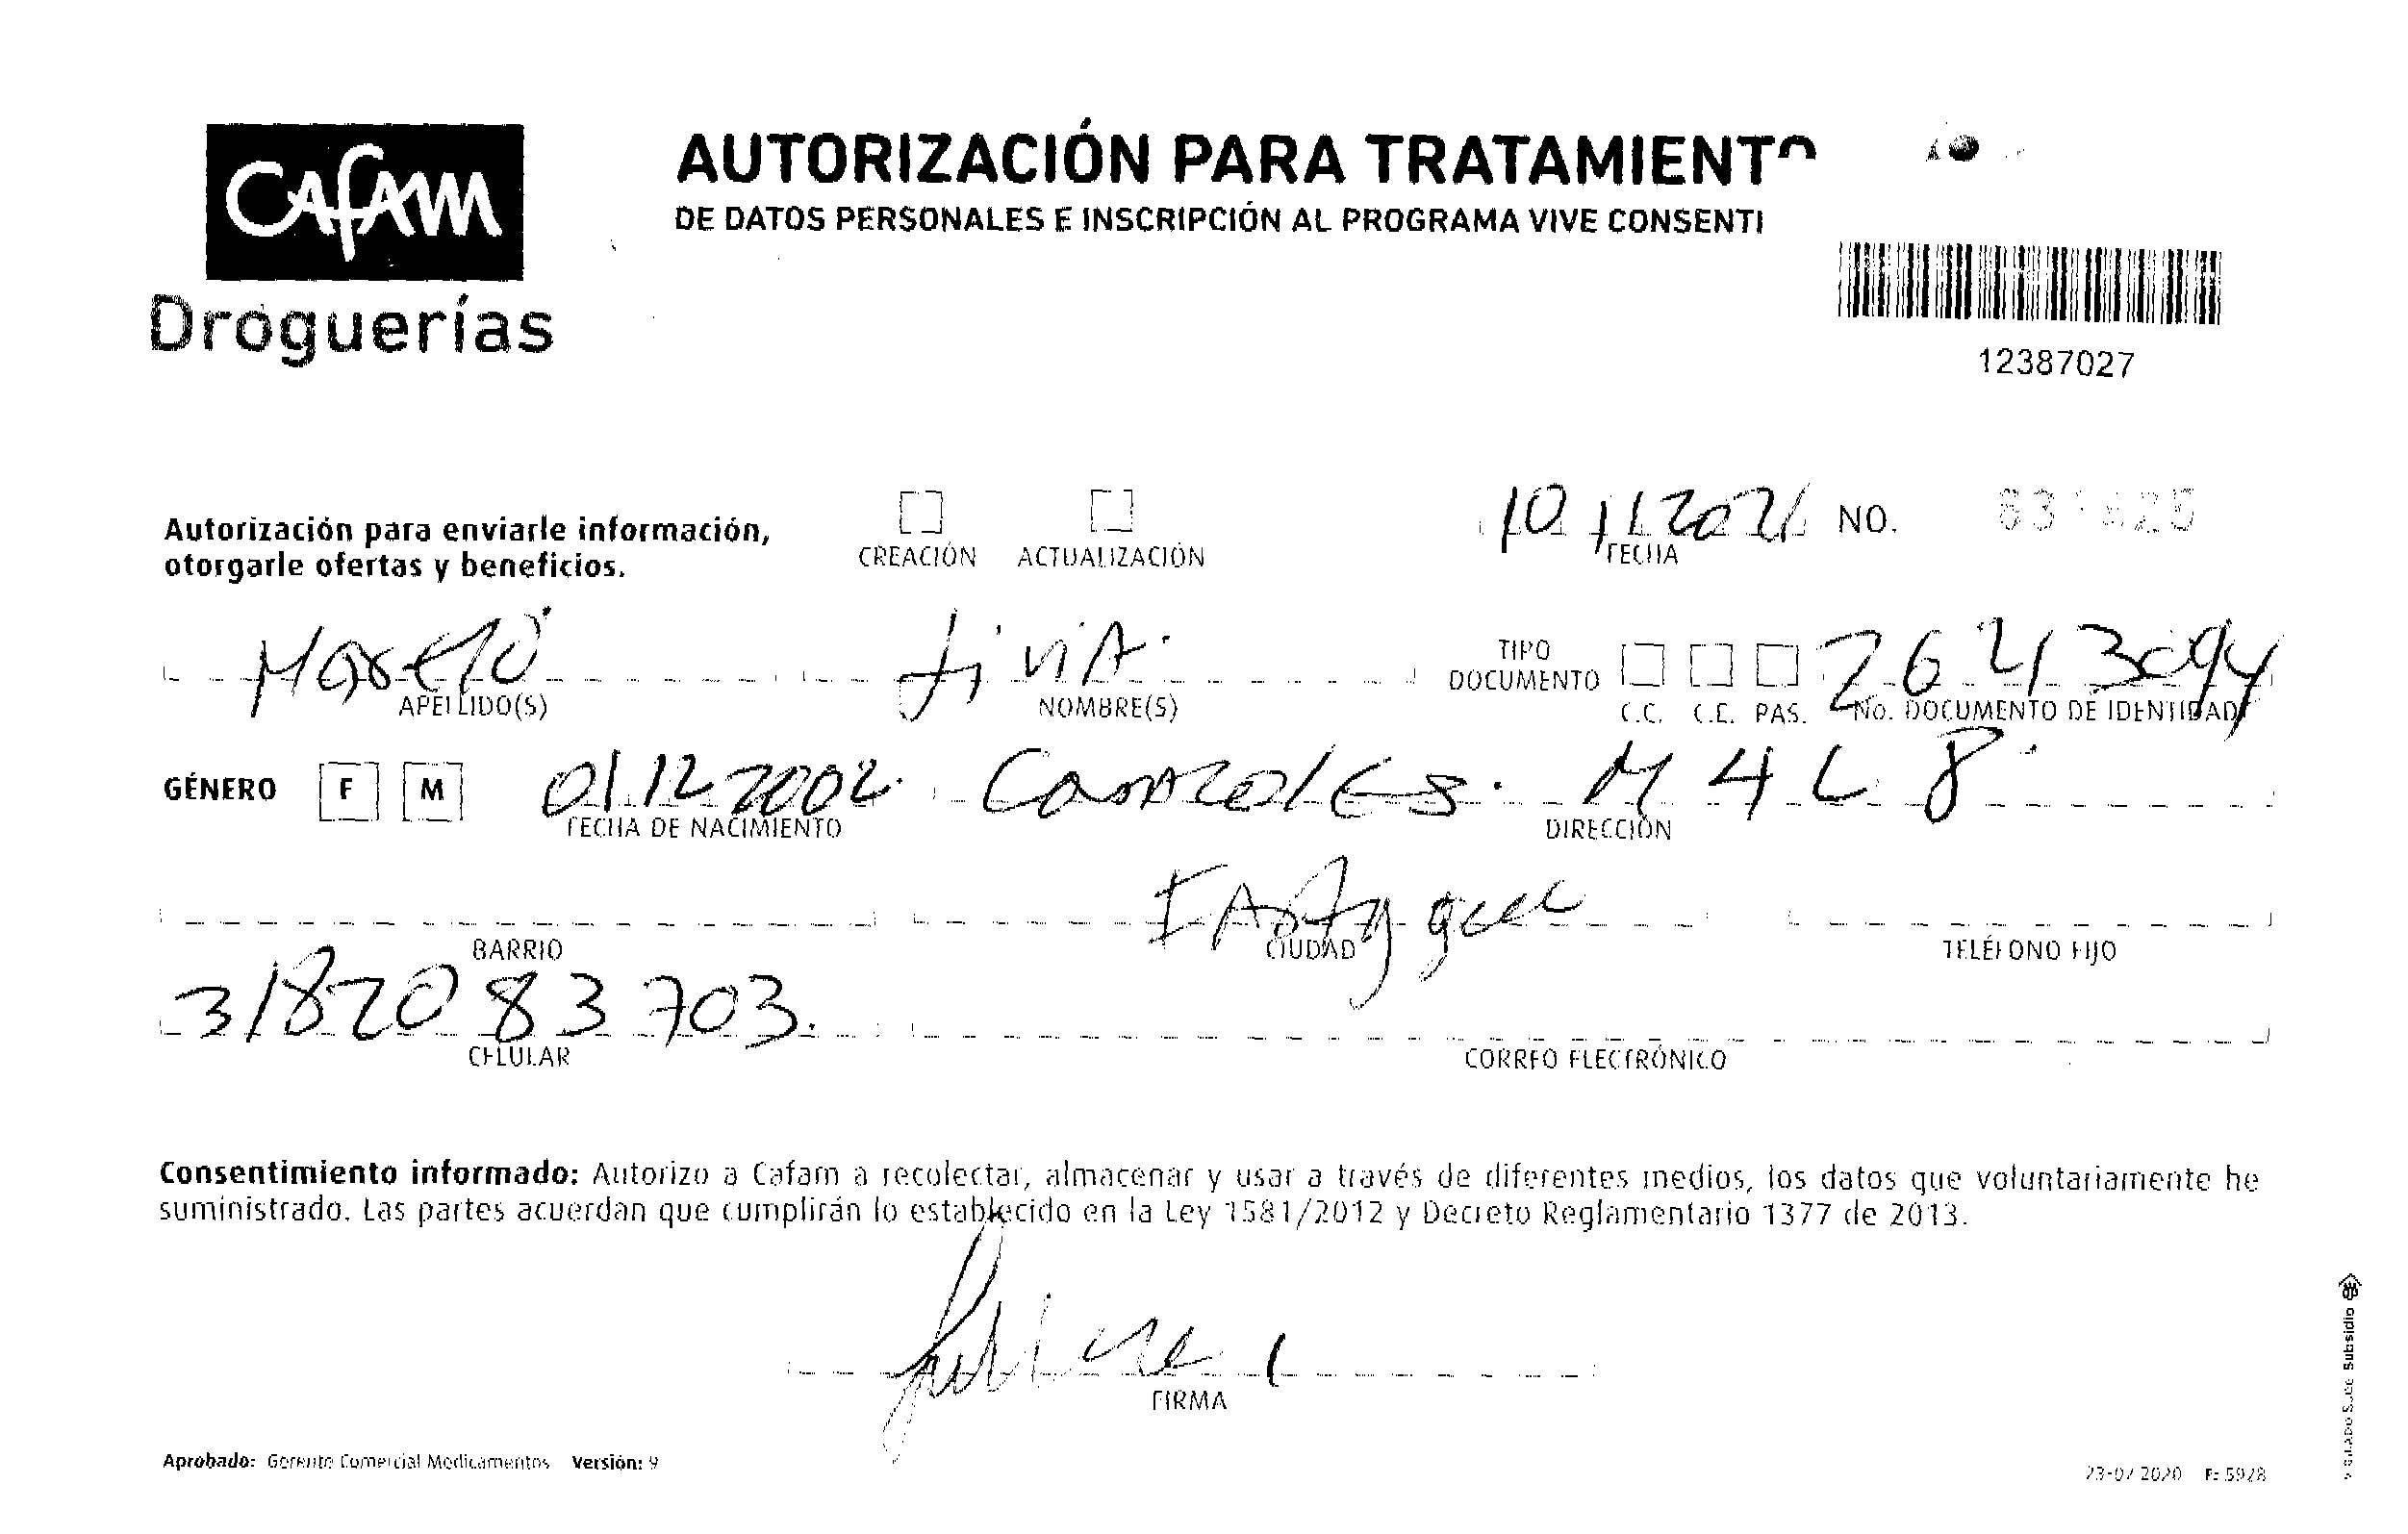 Cafam
Droguerías
AUTORIZACIÓN PARA TRATAMIENTO
DE DATOS PERSONALES E INSCRIPCIÓN AL PROGRAMA VIVE CONSENTI
12387027
Autorización para enviarle información,
otorgarle ofertas y beneficios.
CREACIÓN ACTUALIZACIÓN
10 11 2021 NO.
FECHA
TIPO
DOCUMENTO
APELLIDO(S) NOMBRE(S) C.C. C.E. PAS. No. DOCUMENTO DE IDENTIDAD
GÉNERO F M 01 12 2002. M 4 C 8
FECHA DE NACIMIENTO DIRECCIÓN
BARRIO CIUDAD TELÉFONO FIJO
3182083703.
CELULAR CORREO ELECTRÓNICO
Consentimiento informado: Autorizo a Cafam a recolectar, almacenar y usar a través de diferentes medios, los datos que voluntariamente he
suministrado. Las partes acuerdan que cumplirán lo establecido en la Ley 1581/2012 y Decreto Reglamentario 1377 de 2013.
FIRMA
Aprobado: Gerente Comercial Medicamentos Versión: 9
23-07 2020 F: 5928
VIGILADO SuperSubsidio